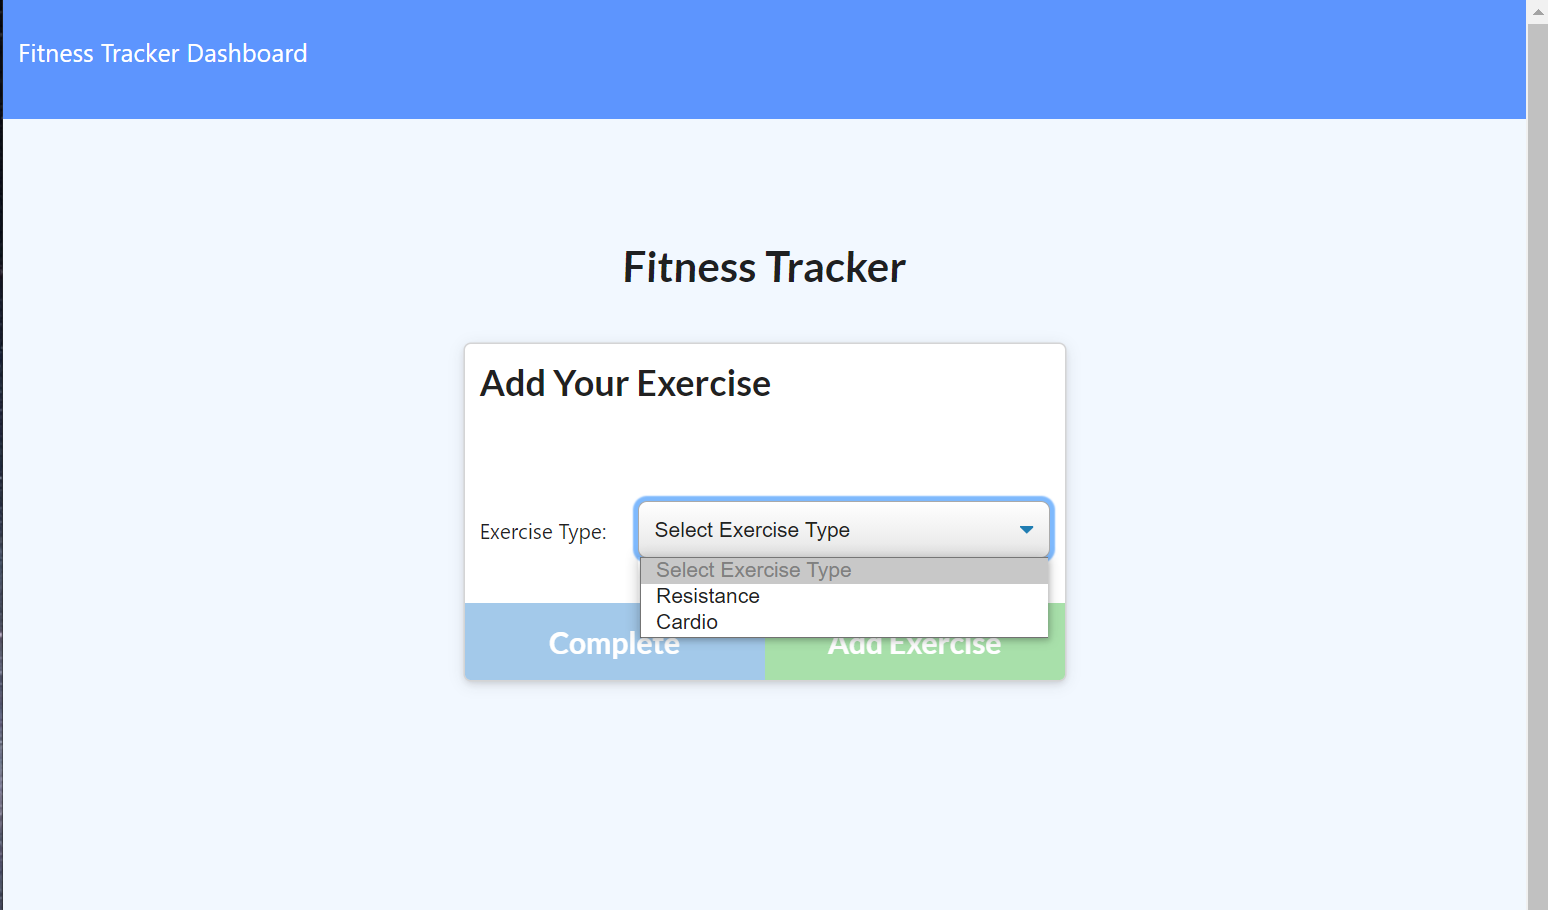 Fitness Tracker Dashboard
Fitness Tracker
Add Your Exercise
Exercise Type:
Select Exercise Type
Select Exercise Type
Resistance
Cardio
Complete
Add Exercise